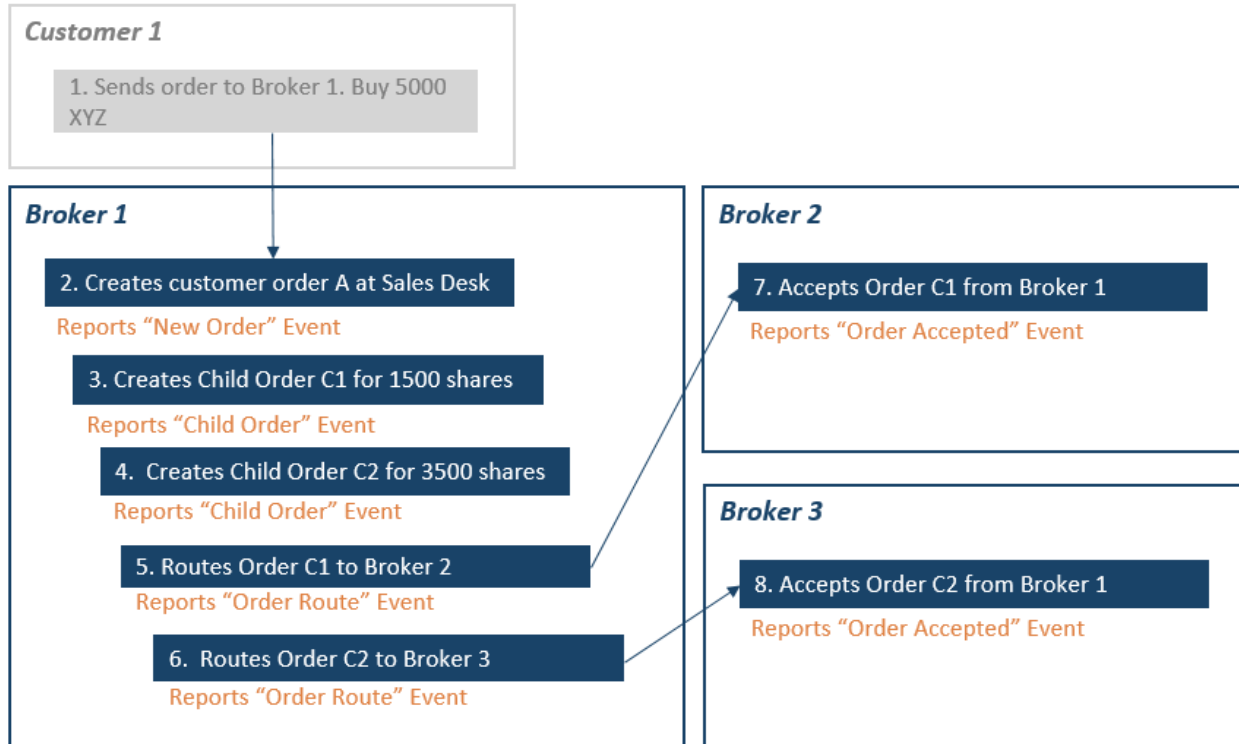 Customer 1
1. Sends order to Broker 1. Buy 5000
XYZ
Broker 1
2. Creates customer order A at Sales Desk
Reports “New Order” Event
3. Creates Child Order C1 for 1500 shares
Reports “Child Order” Event
4. Creates Child Order C2 for 3500 shares
Reports “Child Order” Event
5. Routes Order C1 to Broker 2
Reports “Order Route” Event
6. Routes Order C2 to Broker 3
Reports “Order Route” Event
Broker 2
7. Accepts Order C1 from Broker 1
Reports “Order Accepted” Event
Broker 3
8. Accepts Order C2 from Broker 1
Reports “Order Accepted” Event